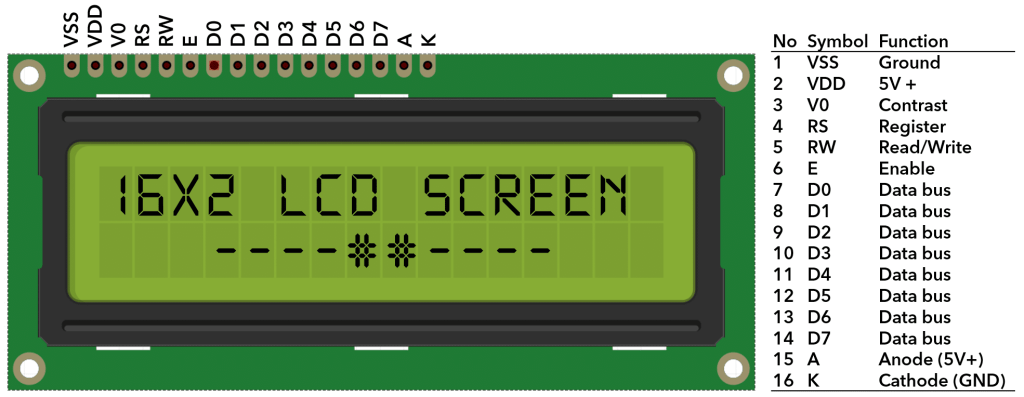 VSS VDD V0 RS RW E D0 D1 D2 D3 D4 D5 D6 D7 A K
16X2 LCD SCREEN
----**----
No Symbol Function
1 VSS Ground
2 VDD 5V +
3 V0 Contrast
4 RS Register
5 RW Read/Write
6 E Enable
7 D0 Data bus
8 D1 Data bus
9 D2 Data bus
10 D3 Data bus
11 D4 Data bus
12 D5 Data bus
13 D6 Data bus
14 D7 Data bus
15 A Anode (5V+)
16 K Cathode (GND)